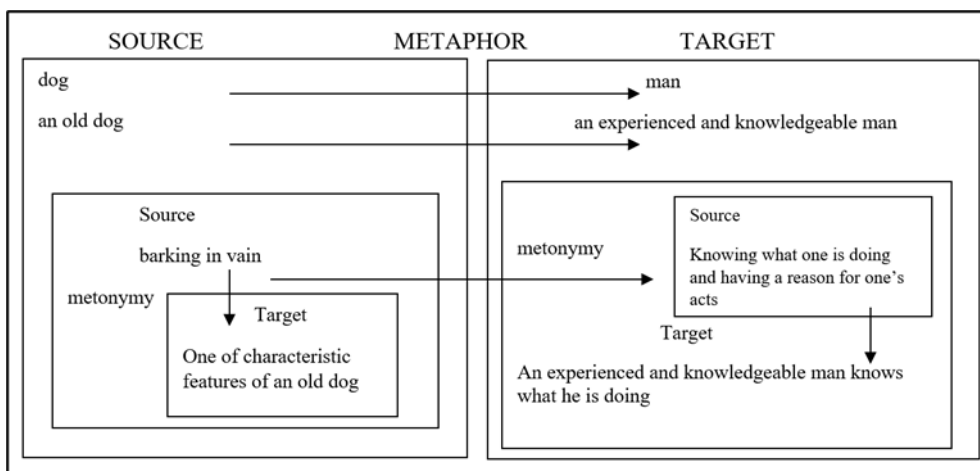 SOURCE METAPHOR TARGET
dog
man
an old dog
an experienced and knowledgeable man
Source
barking in vain
metonymy
Target
One of characteristic
features of an old dog
metonymy
Source
Knowing what one is doing
and having a reason for one’s
acts
Target
An experienced and knowledgeable man knows
what he is doing